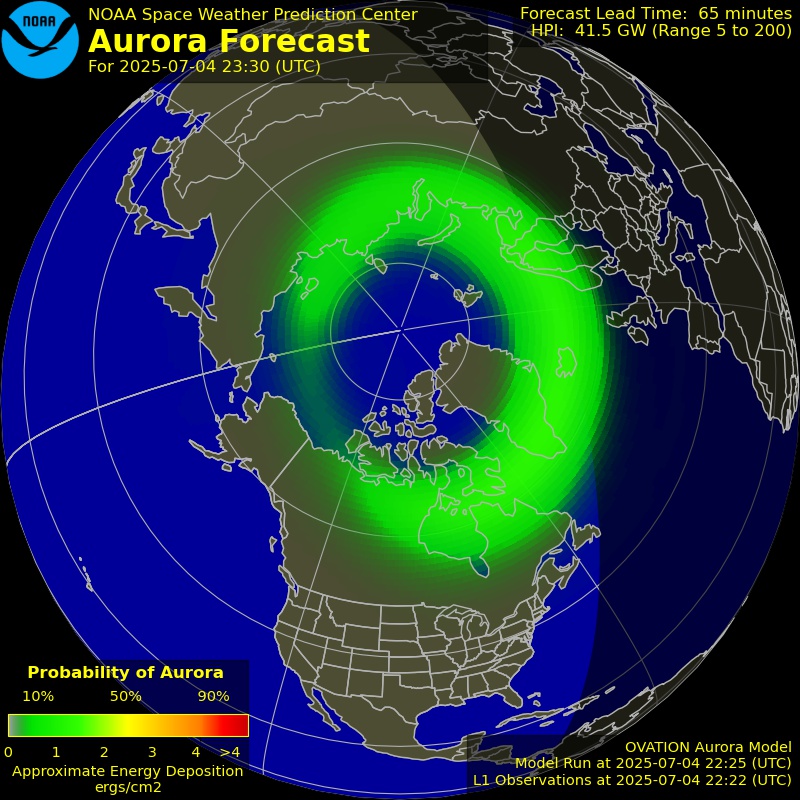 NOAA
NOAA Space Weather Prediction Center
Aurora Forecast
For 2025-07-04 23:30 (UTC)
Forecast Lead Time: 65 minutes
HPI: 41.5 GW (Range 5 to 200)
Probability of Aurora
10% 50% 90%
0 1 2 3 4 >4
Approximate Energy Deposition
ergs/cm2
OVATION Aurora Model
Model Run at 2025-07-04 22:25 (UTC)
L1 Observations at 2025-07-04 22:22 (UTC)